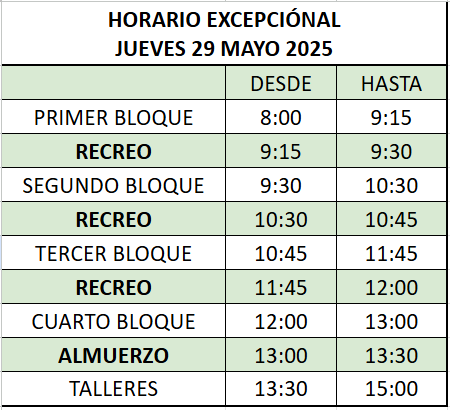 HORARIO EXCEPCIÓNAL
JUEVES 29 MAYO 2025
DESDE HASTA
PRIMER BLOQUE 8:00 9:15
RECREO 9:15 9:30
SEGUNDO BLOQUE 9:30 10:30
RECREO 10:30 10:45
TERCER BLOQUE 10:45 11:45
RECREO 11:45 12:00
CUARTO BLOQUE 12:00 13:00
ALMUERZO 13:00 13:30
TALLERES 13:30 15:00